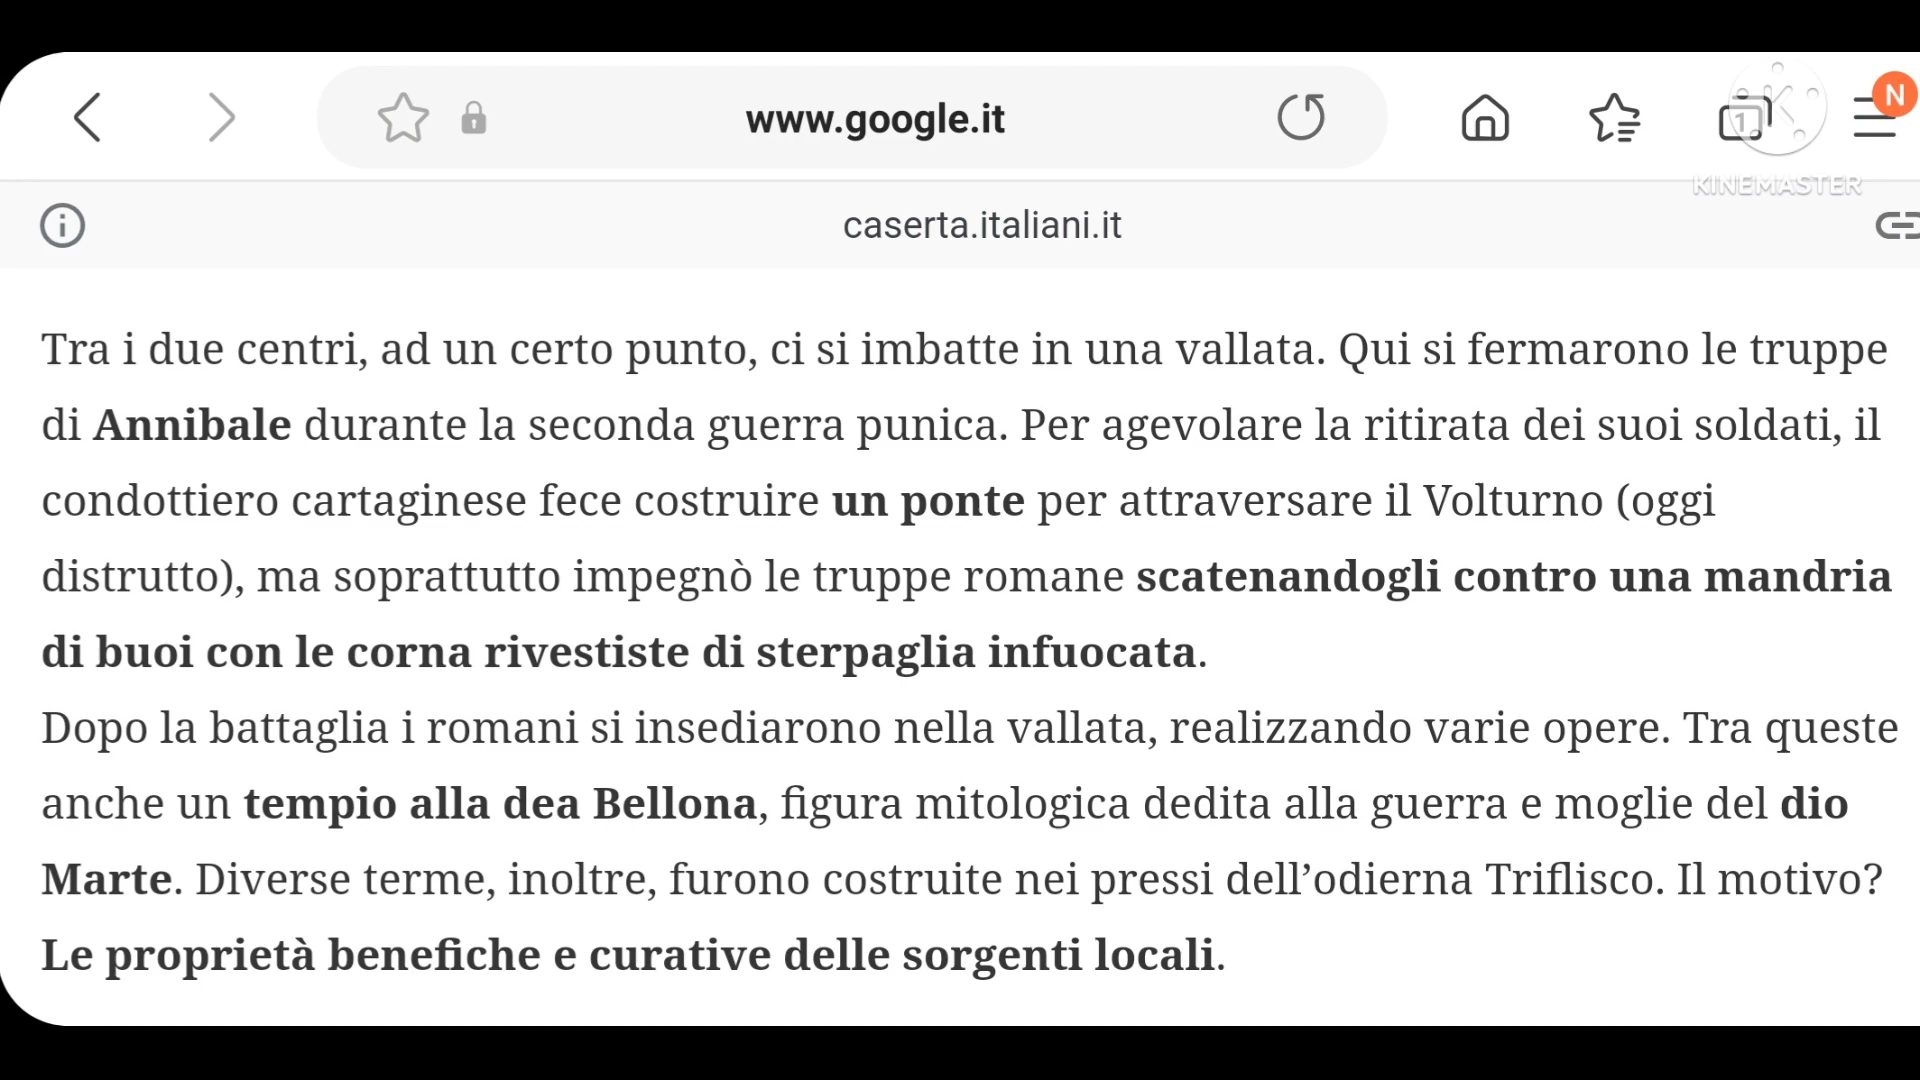 www.google.it
1
N
KINEMASTER
caserta.italiani.it
Tra i due centri, ad un certo punto, ci si imbatte in una vallata. Qui si fermarono le truppe
di Annibale durante la seconda guerra punica. Per agevolare la ritirata dei suoi soldati, il
condottiero cartaginese fece costruire un ponte per attraversare il Volturno (oggi
distrutto), ma soprattutto impegnò le truppe romane scatenandogli contro una mandria
di buoi con le corna rivestiste di sterpaglia infuocata.
Dopo la battaglia i romani si insediarono nella vallata, realizzando varie opere. Tra queste
anche un tempio alla dea Bellona, figura mitologica dedita alla guerra e moglie del dio
Marte. Diverse terme, inoltre, furono costruite nei pressi dell’odierna Triflisco. Il motivo?
Le proprietà benefiche e curative delle sorgenti locali.